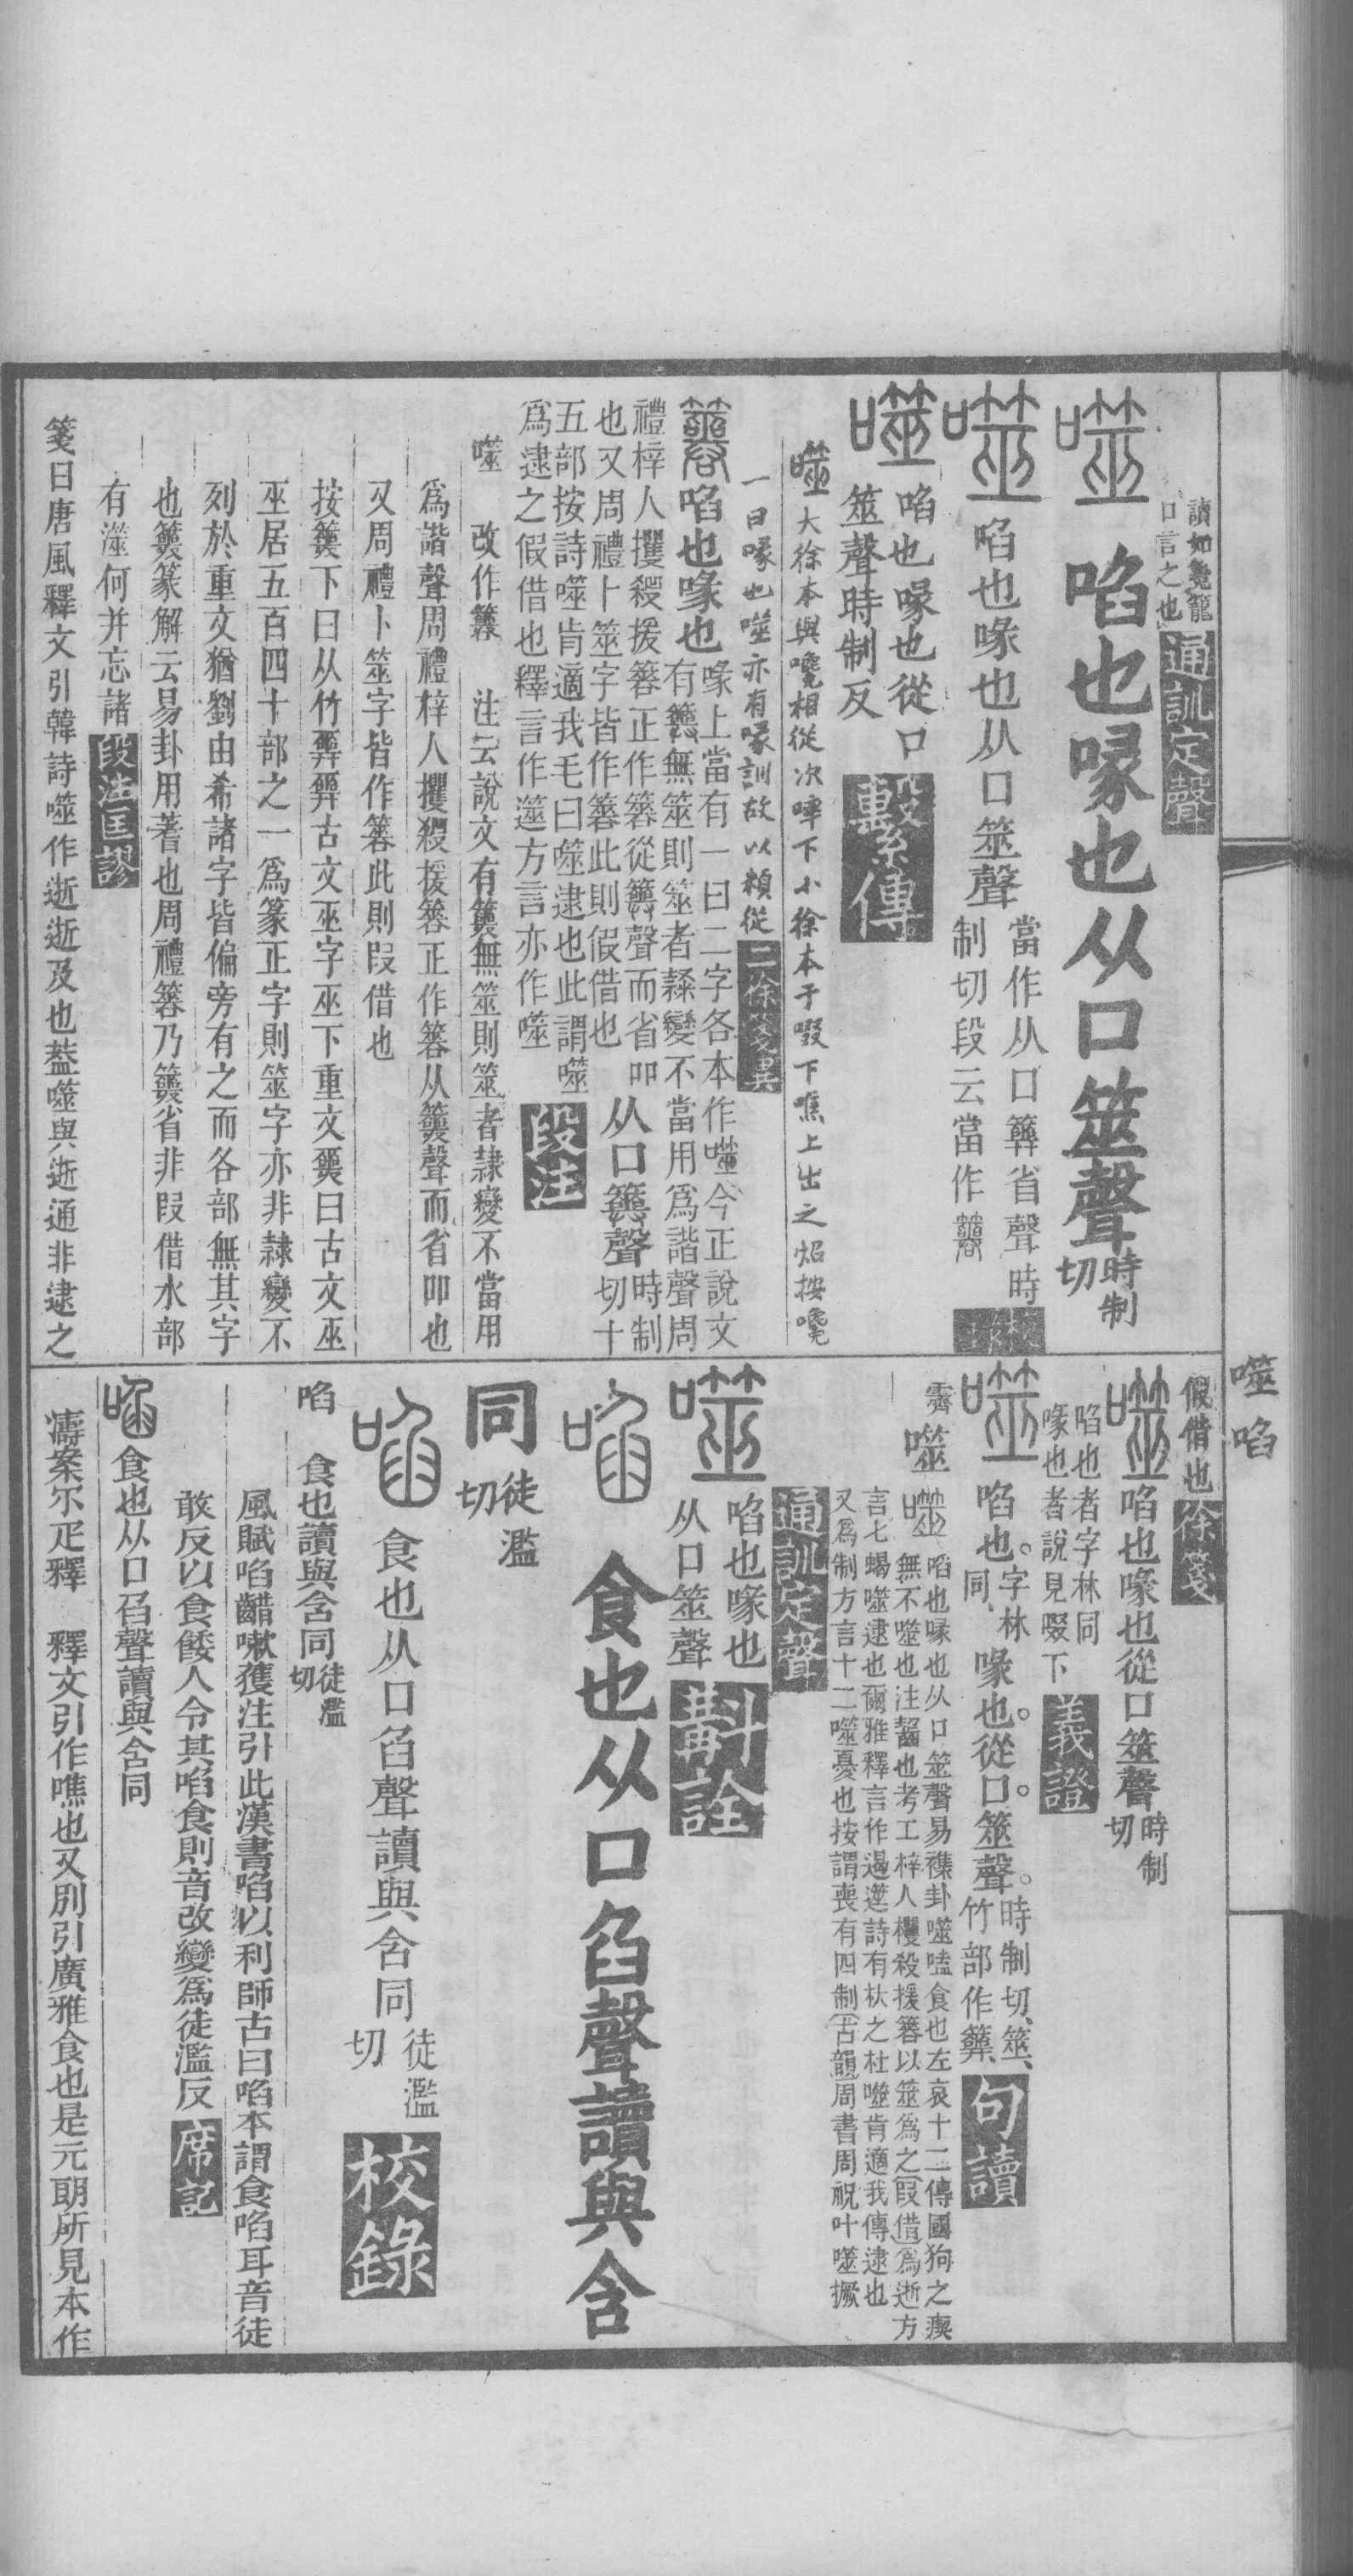 讀如毚籠
口言之也
通訓定聲
噬 啗也喙也从口筮聲時制切
噬 啗也喙也从口筮聲當作从口簭省聲時
制切段云當作
噬 啗也喙也從口
筮聲時制反
繫傳
噬大徐本與嚵相從次嘽下小徐本于啜下噍上出之焰按嚵
一曰喙也噬亦有喙訓故以類從二徐箋異
啗也喙也喙上當有一曰二字各本作噬今正說文
有簭無筮則筮者隸變不當用爲諧聲周
禮梓人攫閷援簭正作簭從簭聲而省吅
也又周禮卜筮字皆作簭此則假借也
从口簭聲時制切十
五部按詩噬肯適我毛曰噬逮也此謂噬
爲逮之假借也釋言作遾方言亦作噬
段注
噬 改作 注云說文有簭無筮則筮者隷變不當用
爲諧聲周禮梓人攫閷援簭正作簭从簭聲而省吅也
又周禮卜筮字皆作簭此則叚借也
按簭下曰从竹 古文巫字巫下重文 曰古文巫
巫居五百四十部之一爲篆正字則筮字亦非隷變不
列於重文猶劉由希諸字皆偏旁有之而各部無其字
也簭篆解云易卦用蓍也周禮簭乃簭省非叚借水部
有澨何并忘諸段注匡謬
箋曰唐風釋文引韓詩噬作逝逝及也葢噬與逝通非逮之
噬 啗
假借也徐箋
噬 啗也喙也從口筮聲時制切
啗也者字林同
喙也者說見啜下
義證
噬 啗也字林同喙也從口筮聲時制切筮
竹部作簭
句讀
霽噬
噬啗也喙也从口筮聲易襍卦噬嗑食也左哀十二傳國狗之瘈
無不噬也注齧也考工梓人攫殺援簭以筮爲之叚借爲逝方
言七蝎噬逮也爾雅釋言作遏遾詩有杕之杜噬肯適我傳逮也
又爲制方言十二噬憂也按謂喪有四制古韻周書周祝叶噬撅
通訓定聲
噬 啗也喙也
从口筮聲
斠詮
啗 食也从口臽聲讀與含
同徒濫切
啗 食也从口臽聲讀與含同徒濫切
校錄
啗 食也讀與含同徒濫切
風賦啗齰嗽獲注引此漢書啗以利師古曰啗本謂食啗耳音徒
敢反以食餧人令其啗食則音改變爲徒濫反席記
啗 食也从口臽聲讀與含同
濤案尒疋釋 釋文引作噍也又別引廣雅食也是元朗所見本作